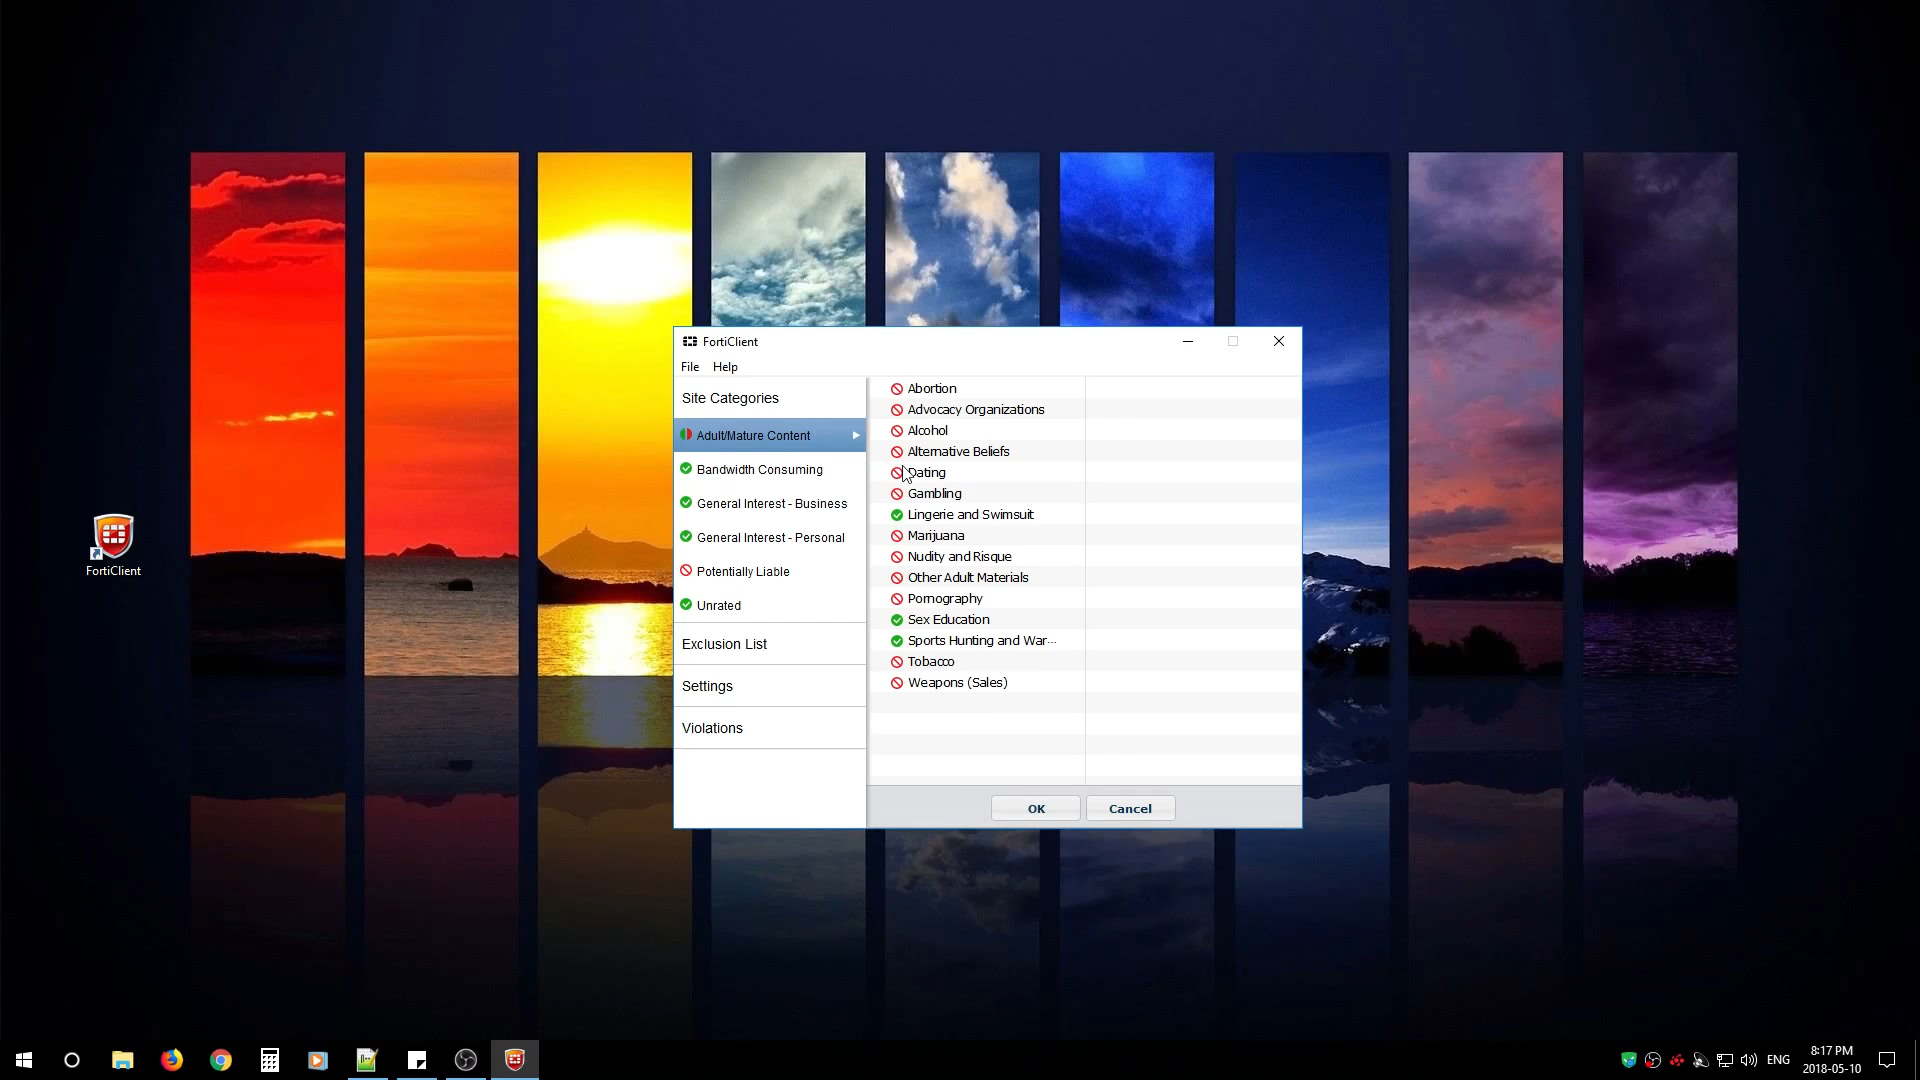 FortiClient
FortiClient
File Help
Site Categories
Adult/Mature Content
Bandwidth Consuming
General Interest - Business
General Interest - Personal
Potentially Liable
Unrated
Exclusion List
Settings
Violations
Abortion
Advocacy Organizations
Alcohol
Alternative Beliefs
Dating
Gambling
Lingerie and Swimsuit
Marijuana
Nudity and Risque
Other Adult Materials
Pornography
Sex Education
Sports Hunting and War...
Tobacco
Weapons (Sales)
OK Cancel
ENG
8:17 PM
2018-05-10